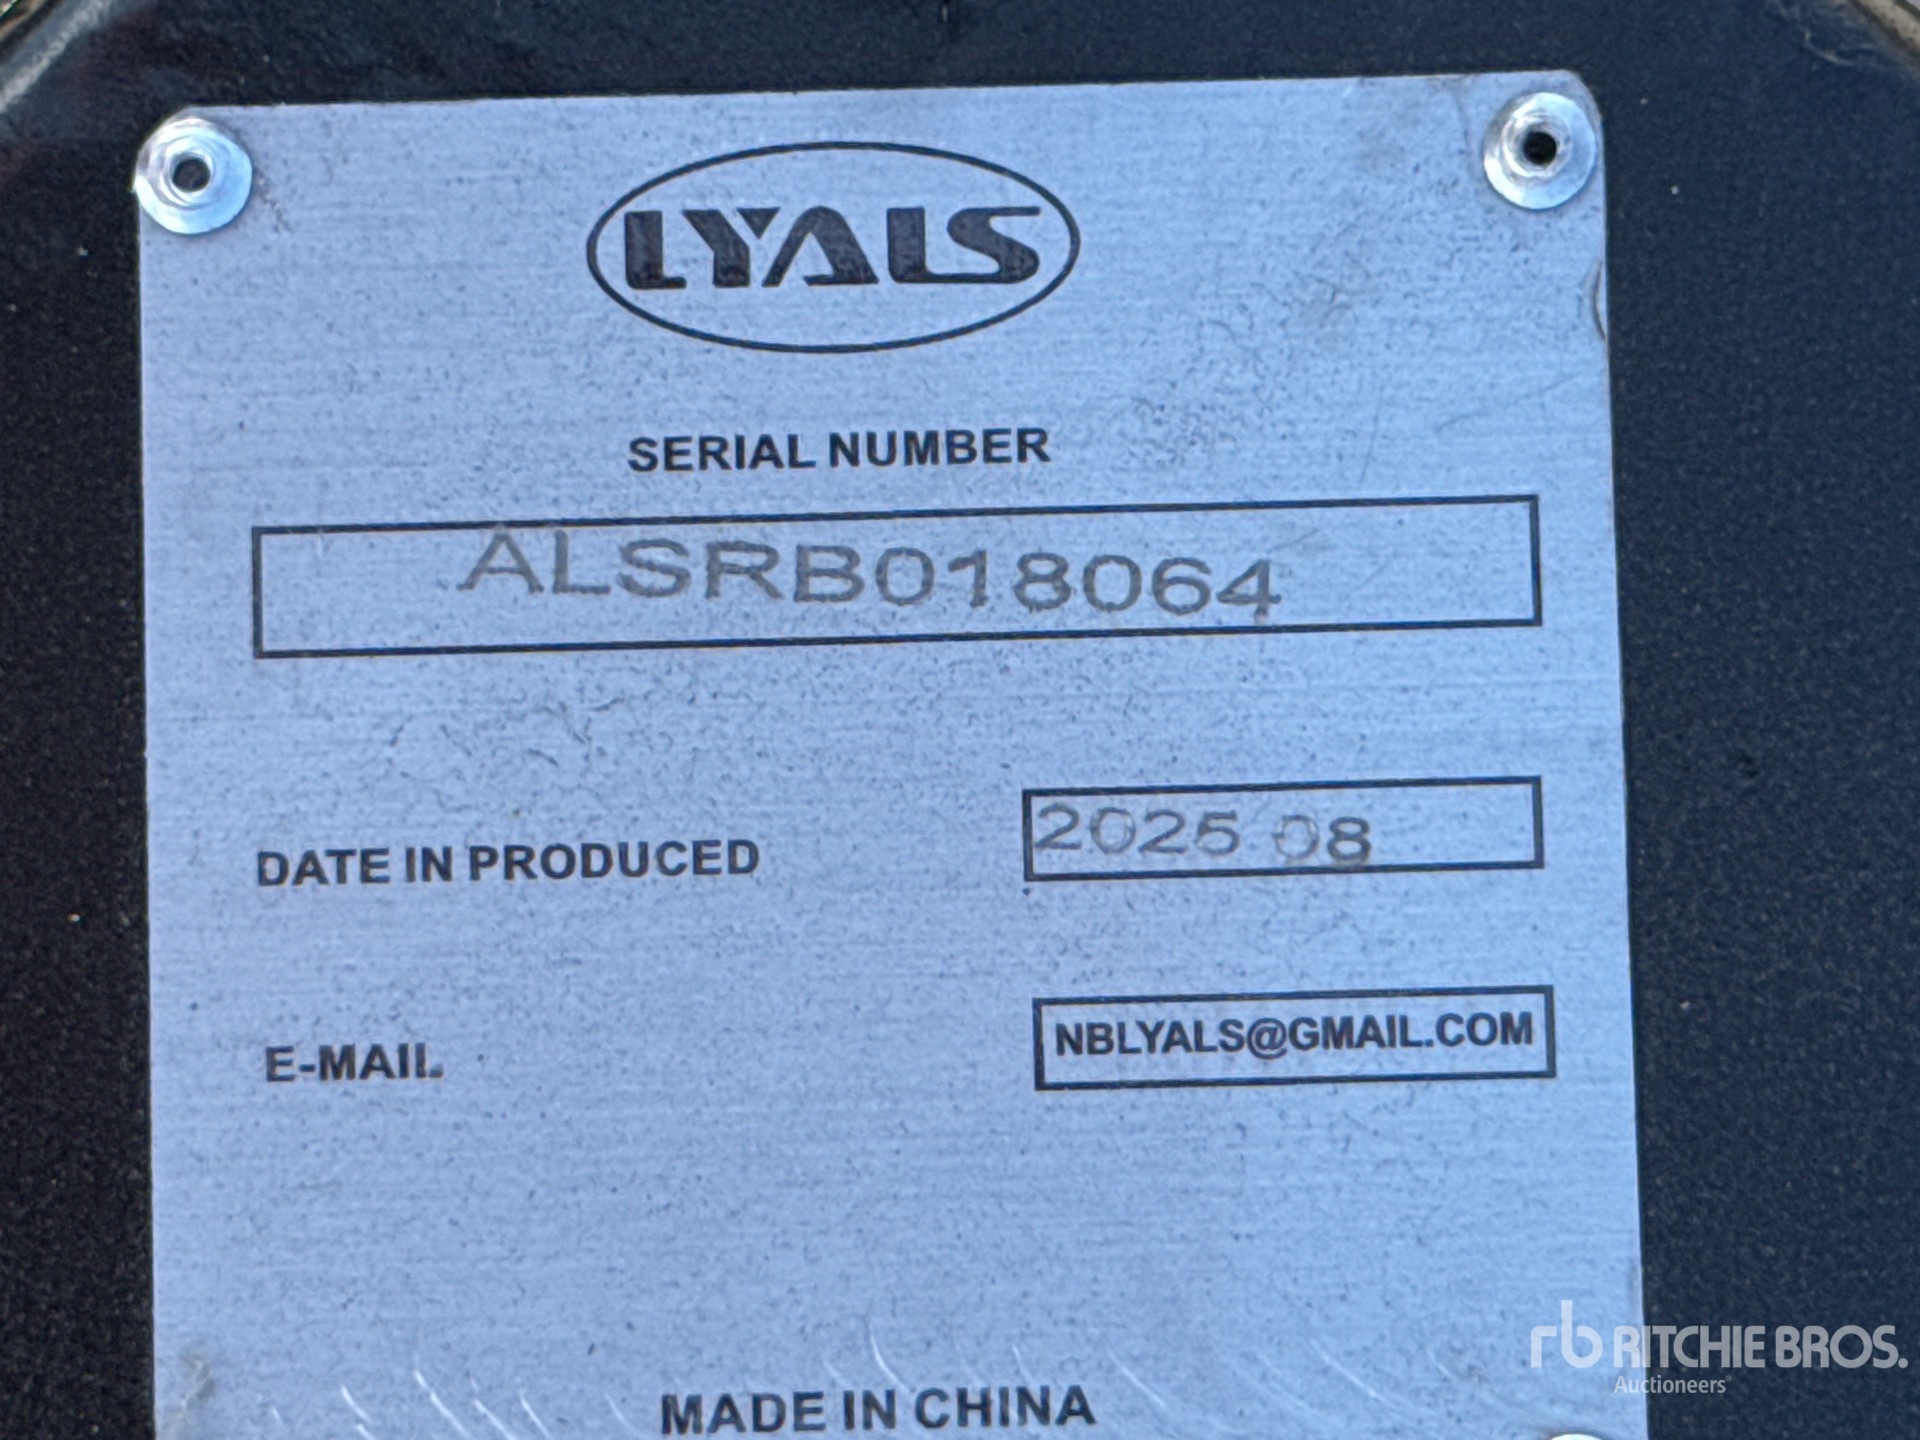 LYALS
SERIAL NUMBER
ALSRB018064
DATE IN PRODUCED
2025 08
E-MAIL
NBLYALS@GMAIL.COM
MADE IN CHINA
rb RITCHIE BROS.
Auctioneers